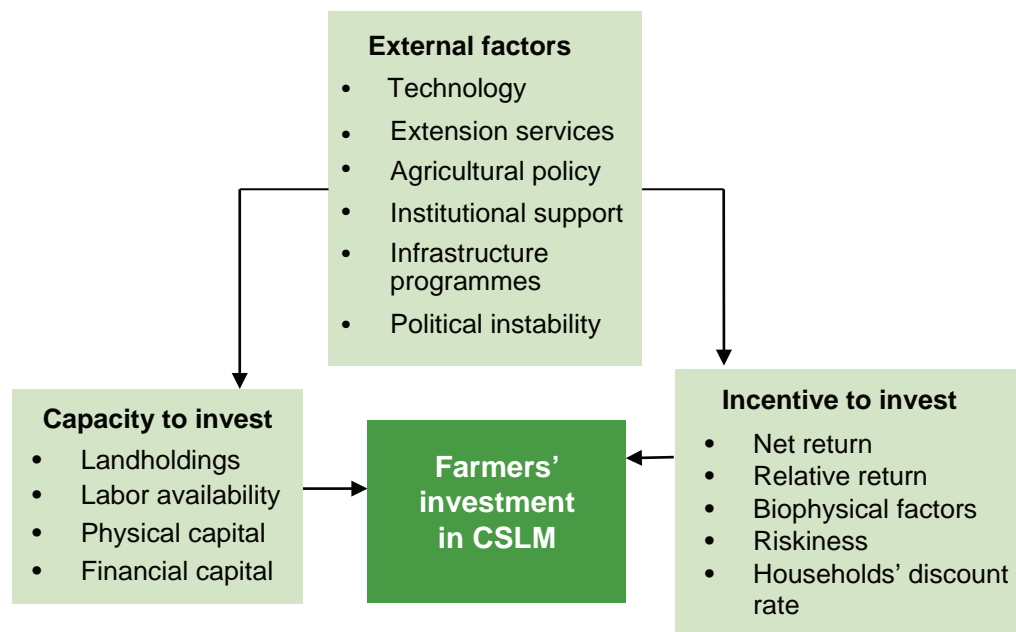 External factors
• Technology
• Extension services
• Agricultural policy
• Institutional support
• Infrastructure
programmes
• Political instability
Capacity to invest
• Landholdings
• Labor availability
• Physical capital
• Financial capital
Farmers’
investment
in CSLM
Incentive to invest
• Net return
• Relative return
• Biophysical factors
• Riskiness
• Households’ discount
rate